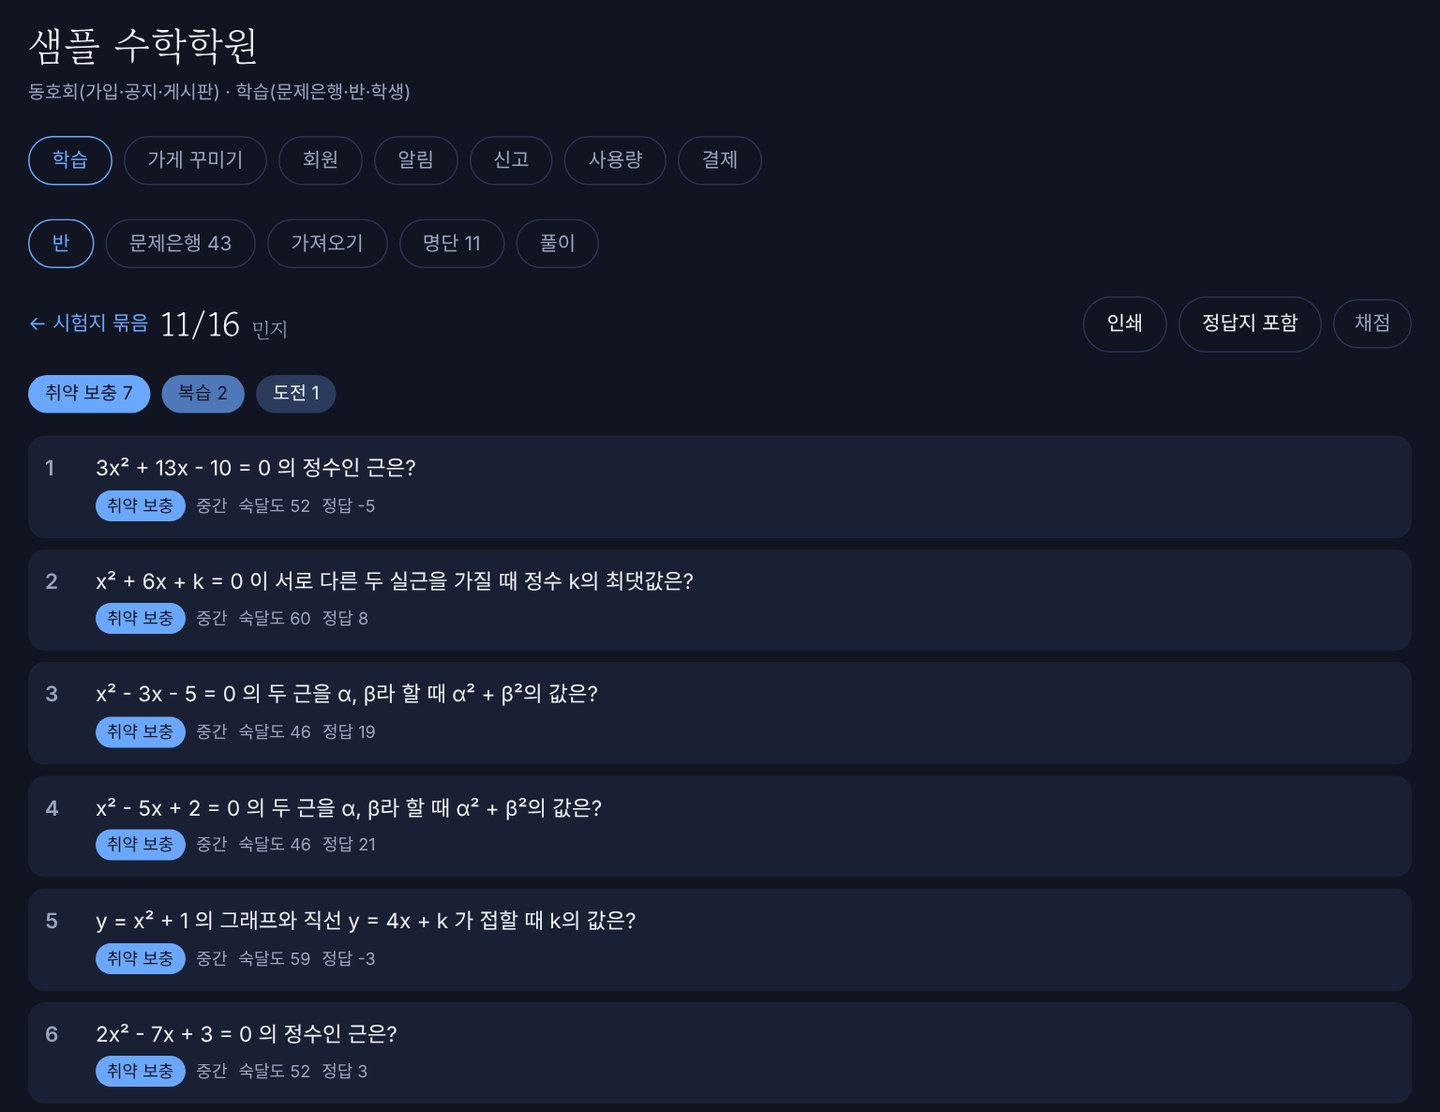 샘플 수학학원
동호회(가입·공지·게시판) · 학습(문제은행·반·학생)
학습 가게 꾸미기 회원 알림 신고 사용량 결제
반 문제은행 43 가져오기 명단 11 풀이
← 시험지 묶음 11/16 민지 인쇄 정답지 포함 채점
취약 보충 7 복습 2 도전 1
1 3x² + 13x - 10 = 0 의 정수인 근은?
취약 보충 중간 숙달도 52 정답 -5
2 x² + 6x + k = 0 이 서로 다른 두 실근을 가질 때 정수 k의 최댓값은?
취약 보충 중간 숙달도 60 정답 8
3 x² - 3x - 5 = 0 의 두 근을 α, β라 할 때 α² + β²의 값은?
취약 보충 중간 숙달도 46 정답 19
4 x² - 5x + 2 = 0 의 두 근을 α, β라 할 때 α² + β²의 값은?
취약 보충 중간 숙달도 46 정답 21
5 y = x² + 1 의 그래프와 직선 y = 4x + k 가 접할 때 k의 값은?
취약 보충 중간 숙달도 59 정답 -3
6 2x² - 7x + 3 = 0 의 정수인 근은?
취약 보충 중간 숙달도 52 정답 3